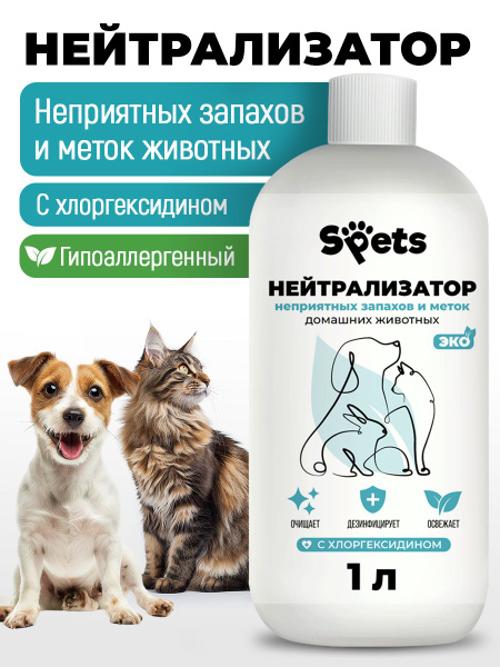 НЕЙТРАЛИЗАТОР
Неприятных запахов
и меток животных
С хлоргексидином
Гипоаллергенный
Spets
НЕЙТРАЛИЗАТОР
неприятных запахов и меток
домашних животных
эко
ОЧИЩАЕТ ДЕЗИНФИЦИРУЕТ ОСВЕЖАЕТ
С ХЛОРГЕКСИДИНОМ
1 л